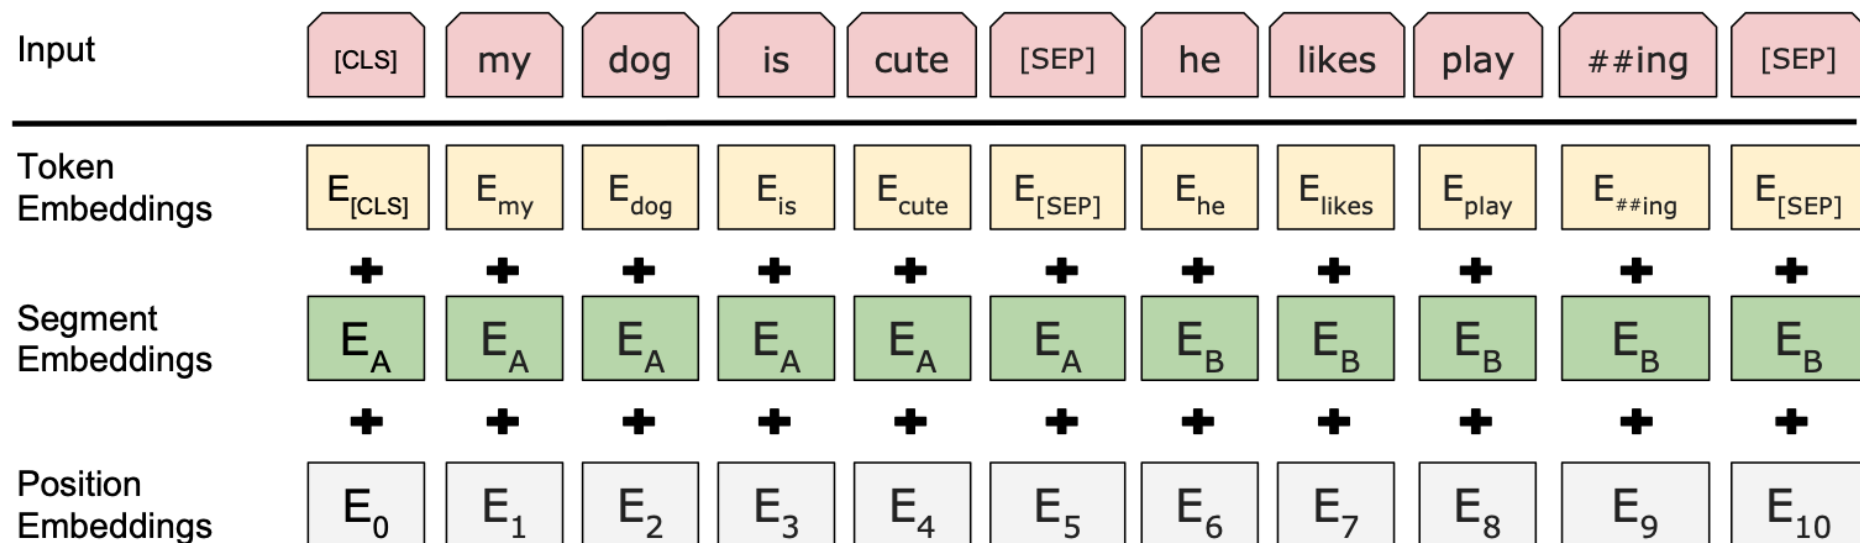 Input [CLS] my dog is cute [SEP] he likes play ##ing [SEP]
Token
Embeddings E[CLS] Emy Edog Eis Ecute E[SEP] Ehe Elikes Eplay E##ing E[SEP]
+ + + + + + + + + + +
Segment
Embeddings EA EA EA EA EA EA EB EB EB EB EB
+ + + + + + + + + + +
Position
Embeddings E0 E1 E2 E3 E4 E5 E6 E7 E8 E9 E10